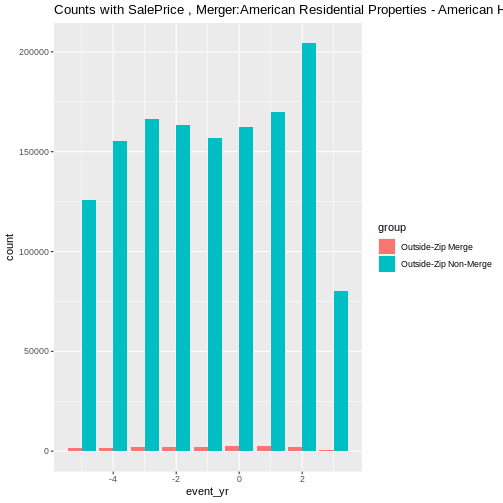 Counts with SalePrice , Merger:American Residential Properties - American H
200000
150000
100000
50000
0
count
-4
-2
0
2
event_yr
group
Outside-Zip Merge
Outside-Zip Non-Merge